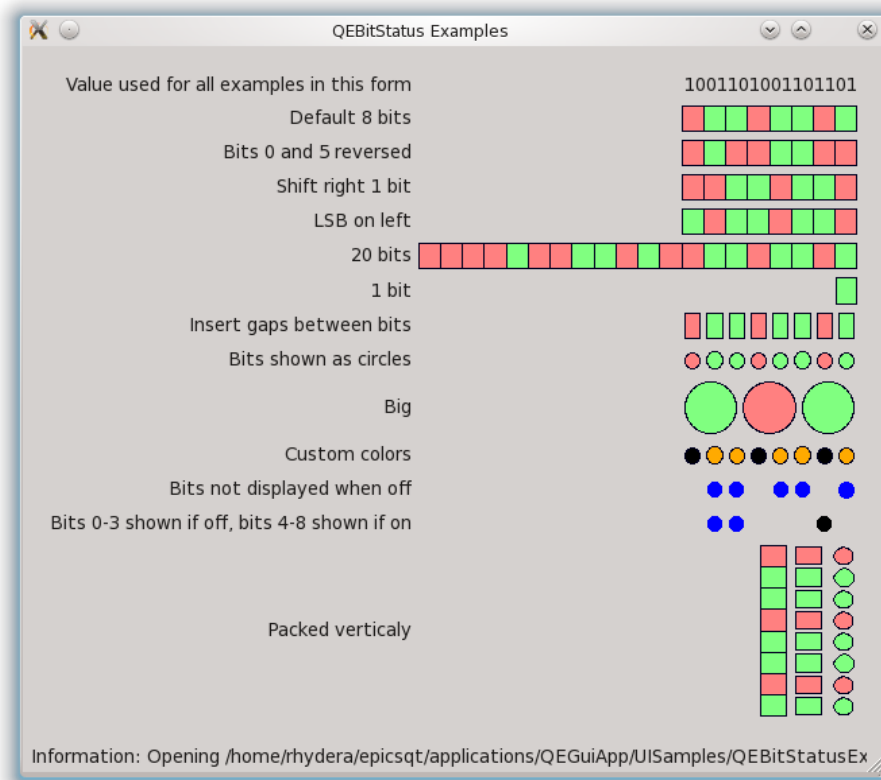 QEBitStatus Examples
Value used for all examples in this form 1001101001101101
Default 8 bits
Bits 0 and 5 reversed
Shift right 1 bit
LSB on left
20 bits
1 bit
Insert gaps between bits
Bits shown as circles
Big
Custom colors
Bits not displayed when off
Bits 0-3 shown if off, bits 4-8 shown if on
Packed verticaly
Information: Opening /home/rhydera/epicsqt/applications/QEGuiApp/UISamples/QEBitStatusEx